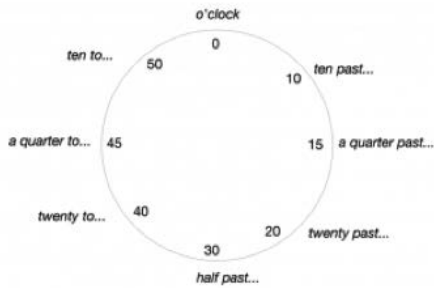 o'clock
0
ten to...
50
10
ten past...
a quarter to...
45
15
a quarter past...
twenty to...
40
20
twenty past...
30
half past...